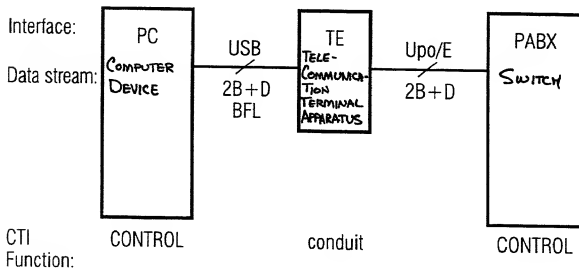 Interface:
PC
COMPUTER
DEVICE
USB
2B+D
BFL
TE
TELE-
COMMUNICA-
TION
TERMINAL
APPARATUS
Upo/E
2B+D
PABX
SWITCH
Data stream:
CTI
Function:
CONTROL
conduit
CONTROL